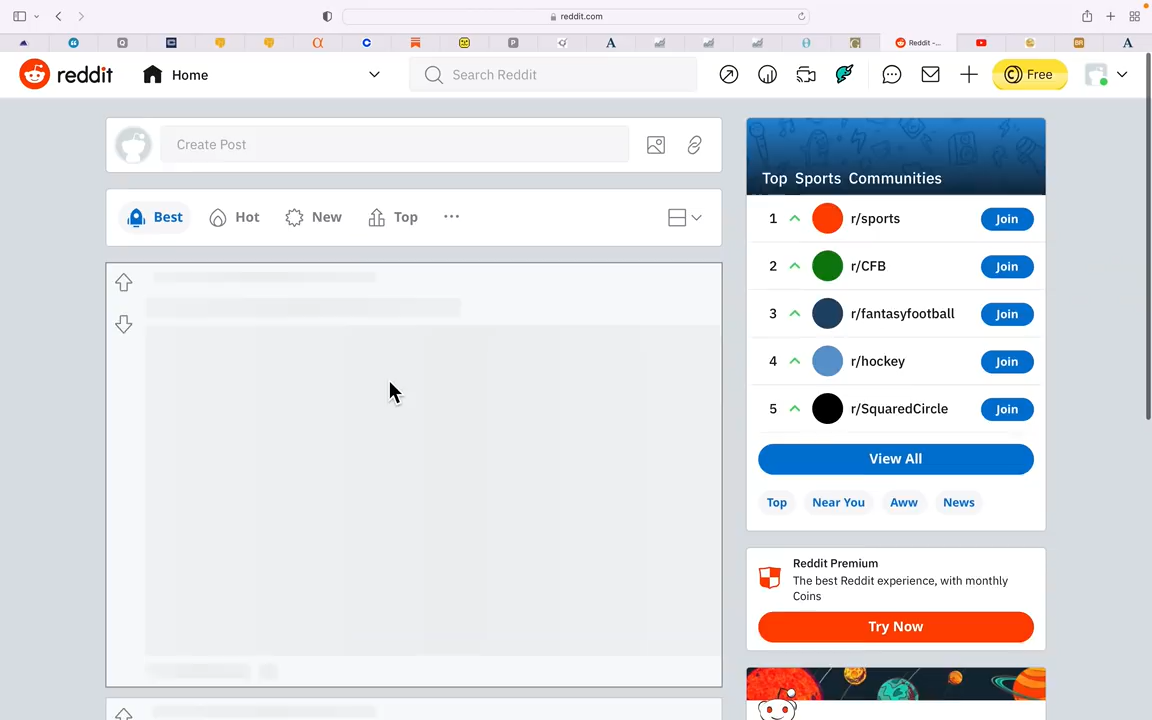 reddit.com
Reddit -...
reddit
Home
Search Reddit
Free
Create Post
Best
Hot
New
Top
Top Sports Communities
1 r/sports Join
2 r/CFB Join
3 r/fantasyfootball Join
4 r/hockey Join
5 r/SquaredCircle Join
View All
Top Near You Aww News
Reddit Premium
The best Reddit experience, with monthly
Coins
Try Now